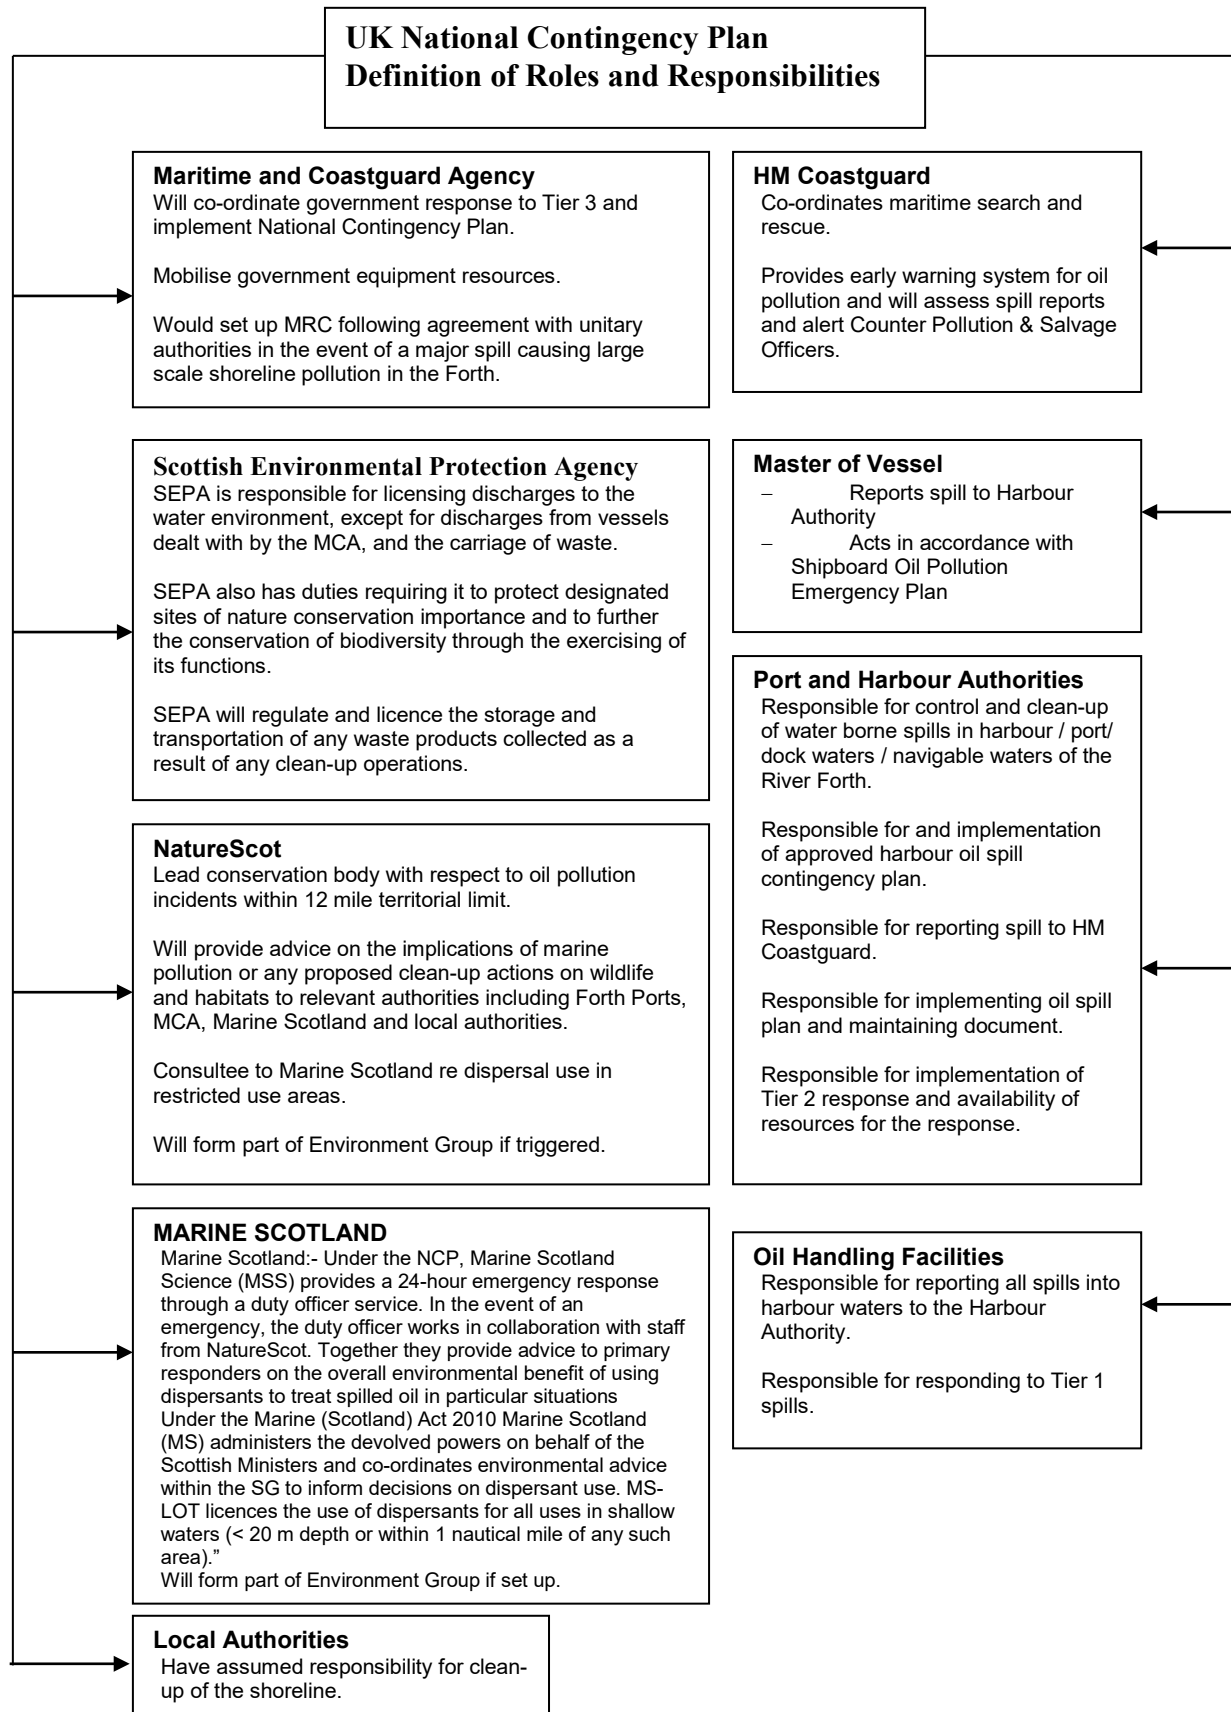 UK National Contingency Plan
Definition of Roles and Responsibilities
Maritime and Coastguard Agency
Will co-ordinate government response to Tier 3 and
implement National Contingency Plan.
Mobilise government equipment resources.
Would set up MRC following agreement with unitary
authorities in the event of a major spill causing large
scale shoreline pollution in the Forth.
Scottish Environmental Protection Agency
SEPA is responsible for licensing discharges to the
water environment, except for discharges from vessels
dealt with by the MCA, and the carriage of waste.
SEPA also has duties requiring it to protect designated
sites of nature conservation importance and to further
the conservation of biodiversity through the exercising of
its functions.
SEPA will regulate and licence the storage and
transportation of any waste products collected as a
result of any clean-up operations.
NatureScot
Lead conservation body with respect to oil pollution
incidents within 12 mile territorial limit.
Will provide advice on the implications of marine
pollution or any proposed clean-up actions on wildlife
and habitats to relevant authorities including Forth Ports,
MCA, Marine Scotland and local authorities.
Consultee to Marine Scotland re dispersal use in
restricted use areas.
Will form part of Environment Group if triggered.
MARINE SCOTLAND
Marine Scotland:- Under the NCP, Marine Scotland
Science (MSS) provides a 24-hour emergency response
through a duty officer service. In the event of an
emergency, the duty officer works in collaboration with staff
from NatureScot. Together they provide advice to primary
responders on the overall environmental benefit of using
dispersants to treat spilled oil in particular situations
Under the Marine (Scotland) Act 2010 Marine Scotland
(MS) administers the devolved powers on behalf of the
Scottish Ministers and co-ordinates environmental advice
within the SG to inform decisions on dispersant use. MS-
LOT licences the use of dispersants for all uses in shallow
waters (< 20 m depth or within 1 nautical mile of any such
area).”
Will form part of Environment Group if set up.
Local Authorities
Have assumed responsibility for clean-
up of the shoreline.
HM Coastguard
Co-ordinates maritime search and
rescue.
Provides early warning system for oil
pollution and will assess spill reports
and alert Counter Pollution & Salvage
Officers.
Master of Vessel
– Reports spill to Harbour
Authority
– Acts in accordance with
Shipboard Oil Pollution
Emergency Plan
Port and Harbour Authorities
Responsible for control and clean-up
of water borne spills in harbour / port/
dock waters / navigable waters of the
River Forth.
Responsible for and implementation
of approved harbour oil spill
contingency plan.
Responsible for reporting spill to HM
Coastguard.
Responsible for implementing oil spill
plan and maintaining document.
Responsible for implementation of
Tier 2 response and availability of
resources for the response.
Oil Handling Facilities
Responsible for reporting all spills into
harbour waters to the Harbour
Authority.
Responsible for responding to Tier 1
spills.